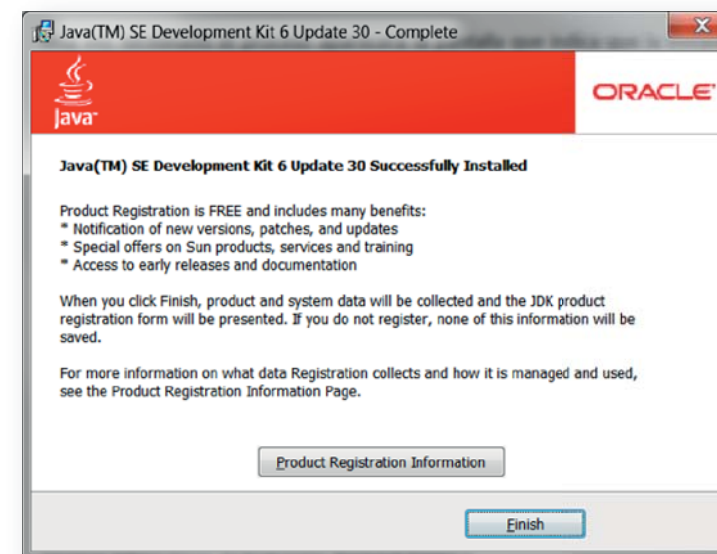 Java(TM) SE Development Kit 6 Update 30 - Complete
Java™
ORACLE®
Java(TM) SE Development Kit 6 Update 30 Successfully Installed
Product Registration is FREE and includes many benefits:
* Notification of new versions, patches, and updates
* Special offers on Sun products, services and training
* Access to early releases and documentation
When you click Finish, product and system data will be collected and the JDK product
registration form will be presented. If you do not register, none of this information will be
saved.
For more information on what data Registration collects and how it is managed and used,
see the Product Registration Information Page.
Product Registration Information
Finish